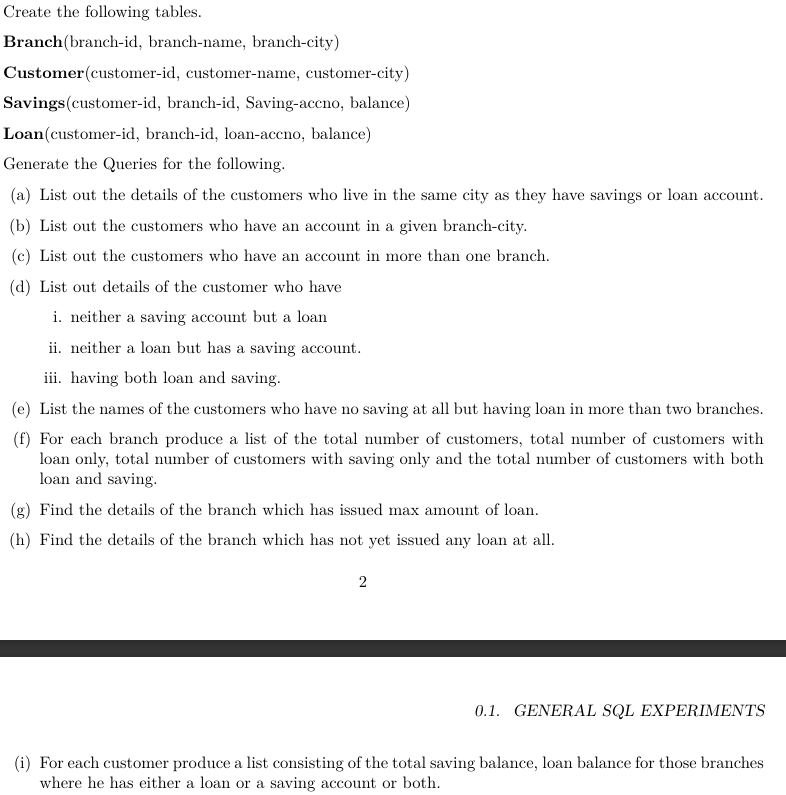 Create the following tables.
Branch(branch-id, branch-name, branch-city)
Customer(customer-id, customer-name, customer-city)
Savings(customer-id, branch-id, Saving-accno, balance)
Loan(customer-id, branch-id, loan-accno, balance)
Generate the Queries for the following.
(a) List out the details of the customers who live in the same city as they have savings or loan account.
(b) List out the customers who have an account in a given branch-city.
(c) List out the customers who have an account in more than one branch.
(d) List out details of the customer who have
i. neither a saving account but a loan
ii. neither a loan but has a saving account.
iii. having both loan and saving.
(e) List the names of the customers who have no saving at all but having loan in more than two branches.
(f) For each branch produce a list of the total number of customers, total number of customers with
loan only, total number of customers with saving only and the total number of customers with both
loan and saving.
(g) Find the details of the branch which has issued max amount of loan.
(h) Find the details of the branch which has not yet issued any loan at all.
2
0.1. GENERAL SQL EXPERIMENTS
(i) For each customer produce a list consisting of the total saving balance, loan balance for those branches
where he has either a loan or a saving account or both.